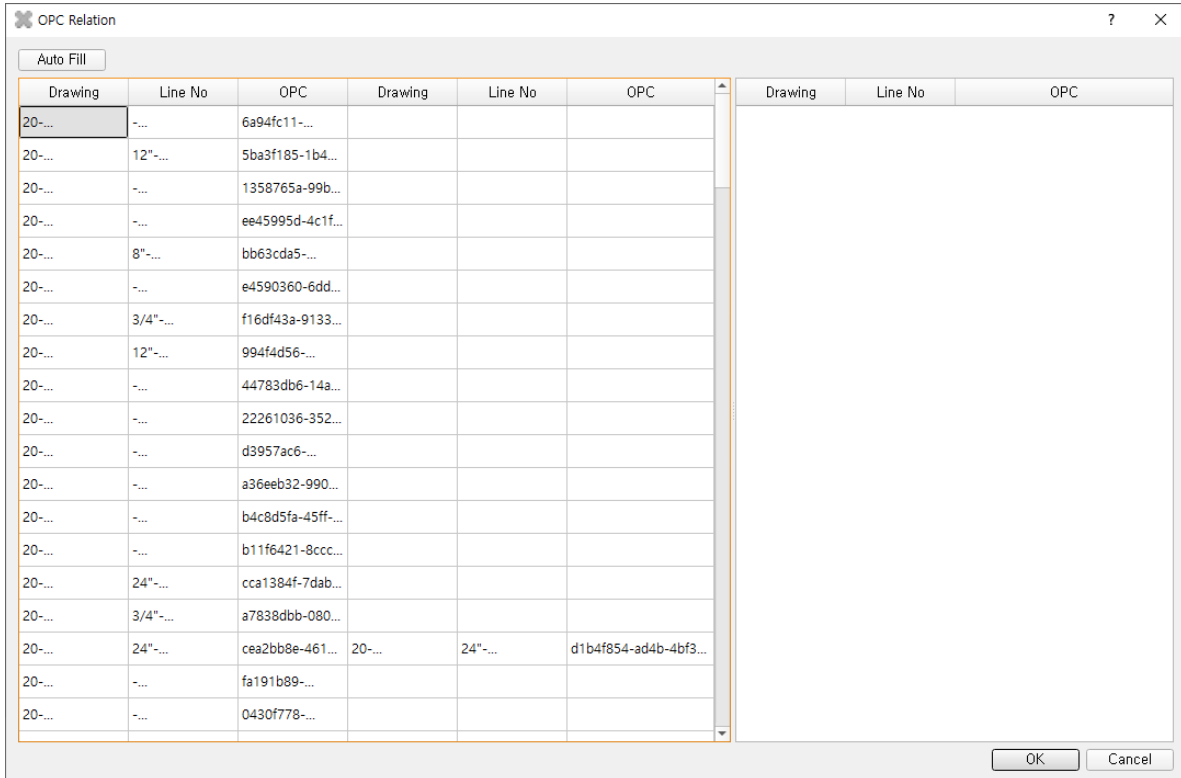 OPC Relation ?
Auto Fill
Drawing Line No OPC Drawing Line No OPC Drawing Line No OPC
20-... -... 6a94fc11-...
20-... 12"-... 5ba3f185-1b4...
20-... -... 1358765a-99b...
20-... -... ee45995d-4c1f...
20-... 8"-... bb63cda5-...
20-... -... e4590360-6dd...
20-... 3/4"-... f16df43a-9133...
20-... 12"-... 994f4d56-...
20-... -... 44783db6-14a...
20-... -... 22261036-352...
20-... -... d3957ac6-...
20-... -... a36eeb32-990...
20-... -... b4c8d5fa-45ff-...
20-... -... b11f6421-8ccc...
20-... 24"-... cca1384f-7dab...
20-... 3/4"-... a7838dbb-080...
20-... 24"-... cea2bb8e-461... 20-... 24"-... d1b4f854-ad4b-4bf3...
20-... -... fa191b89-...
20-... -... 0430f778-...
OK Cancel